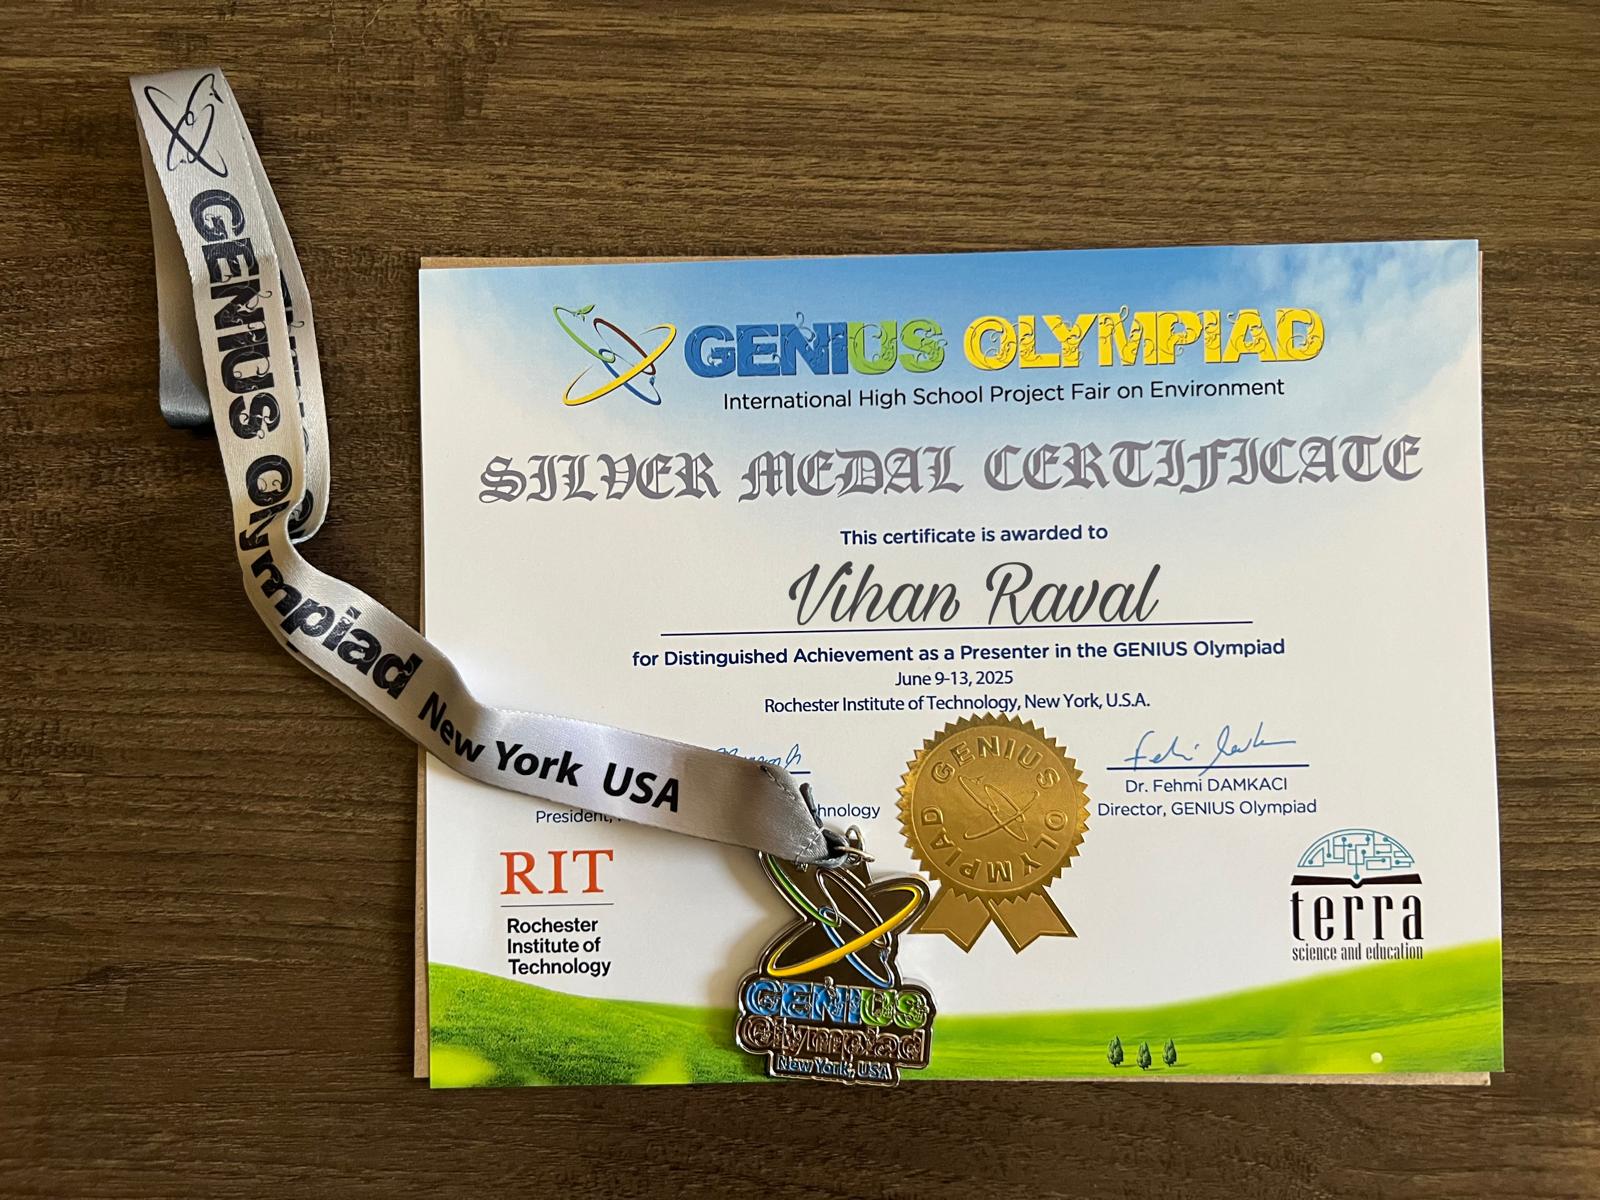 GENIUS Olympiad New York USA
GENIUS OLYMPIAD
International High School Project Fair on Environment
SILVER MEDAL CERTIFICATE
This certificate is awarded to
Vihan Raval
for Distinguished Achievement as a Presenter in the GENIUS Olympiad
June 9-13, 2025
Rochester Institute of Technology, New York, U.S.A.
Dr. Fehmi DAMKACI
President,
Director, GENIUS Olympiad
GENIUS OLYMPIAD
RIT
Rochester
Institute of
Technology
terra
science and education
GENIUS
Olympiad
New York, USA